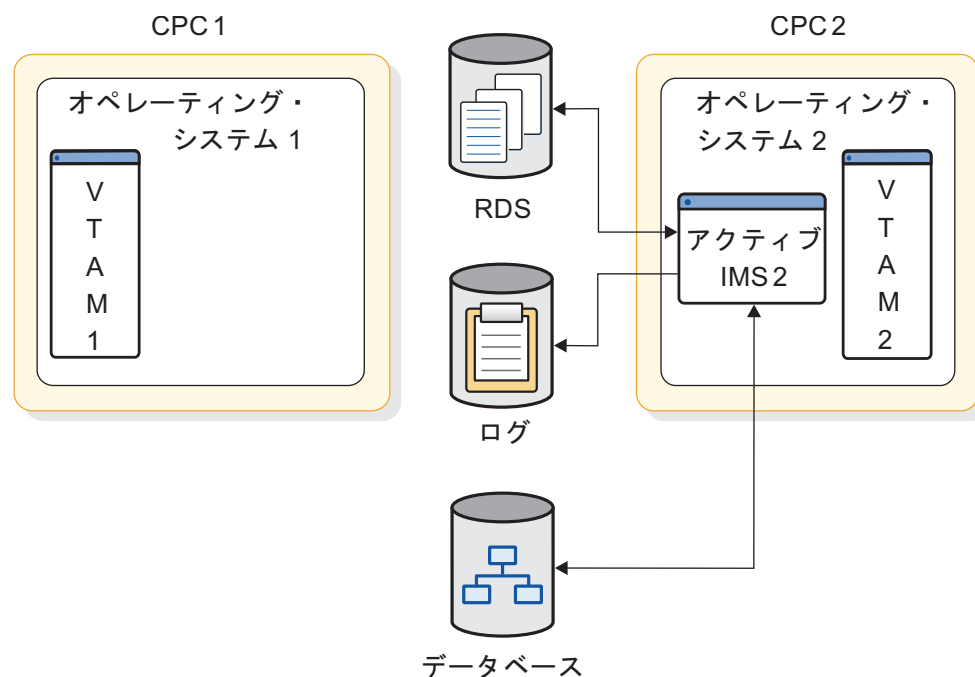 CPC 1
オペレーティング・
システム 1
V
T
A
M
1
RDS
ログ
データベース
CPC 2
オペレーティング・
システム 2
アクティブ
IMS 2
V
T
A
M
2